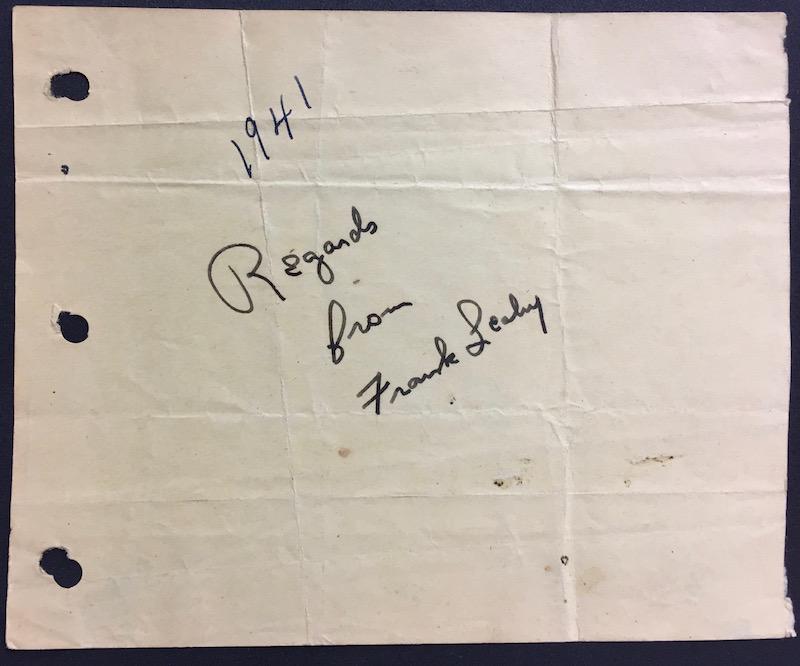 1941
Regards
from
Frank Leahy